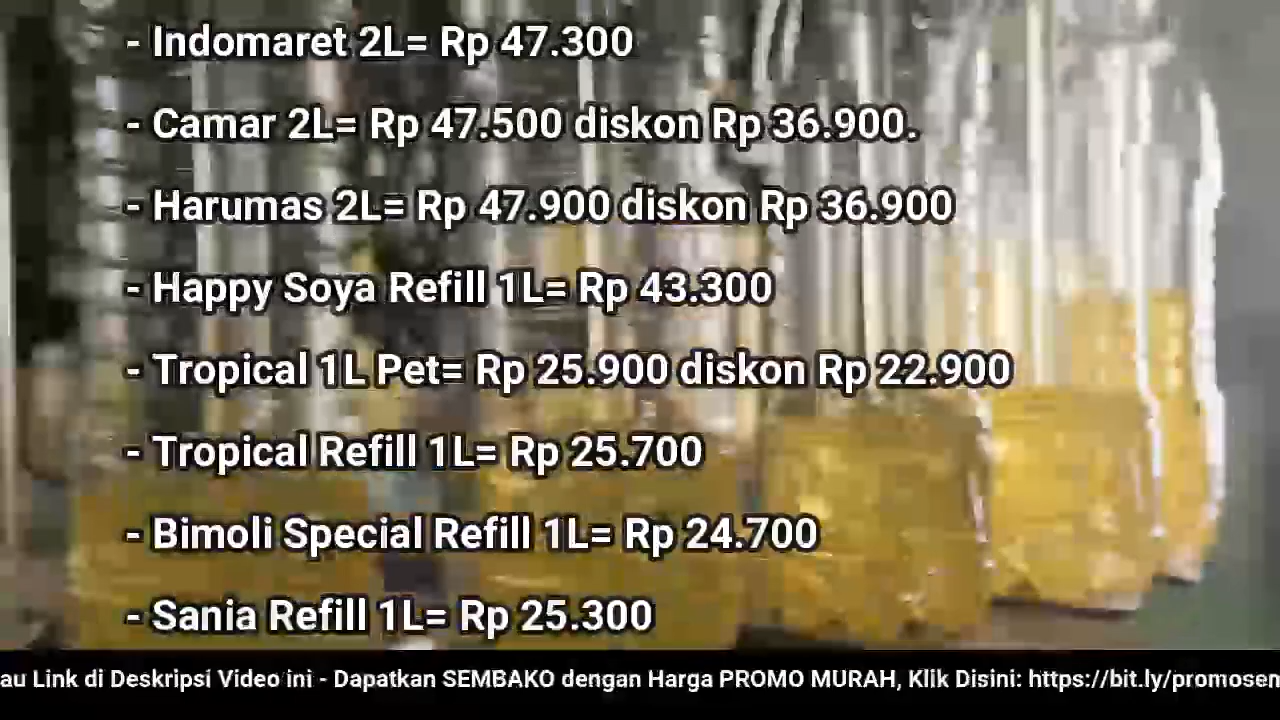 - Indomaret 2L= Rp 47.300
- Camar 2L= Rp 47.500 diskon Rp 36.900.
- Harumas 2L= Rp 47.900 diskon Rp 36.900
- Happy Soya Refill 1L= Rp 43.300
- Tropical 1L Pet= Rp 25.900 diskon Rp 22.900
- Tropical Refill 1L= Rp 25.700
- Bimoli Special Refill 1L= Rp 24.700
- Sania Refill 1L= Rp 25.300
au Link di Deskripsi Video ini - Dapatkan SEMBAKO dengan Harga PROMO MURAH, Klik Disini: https://bit.ly/promosem